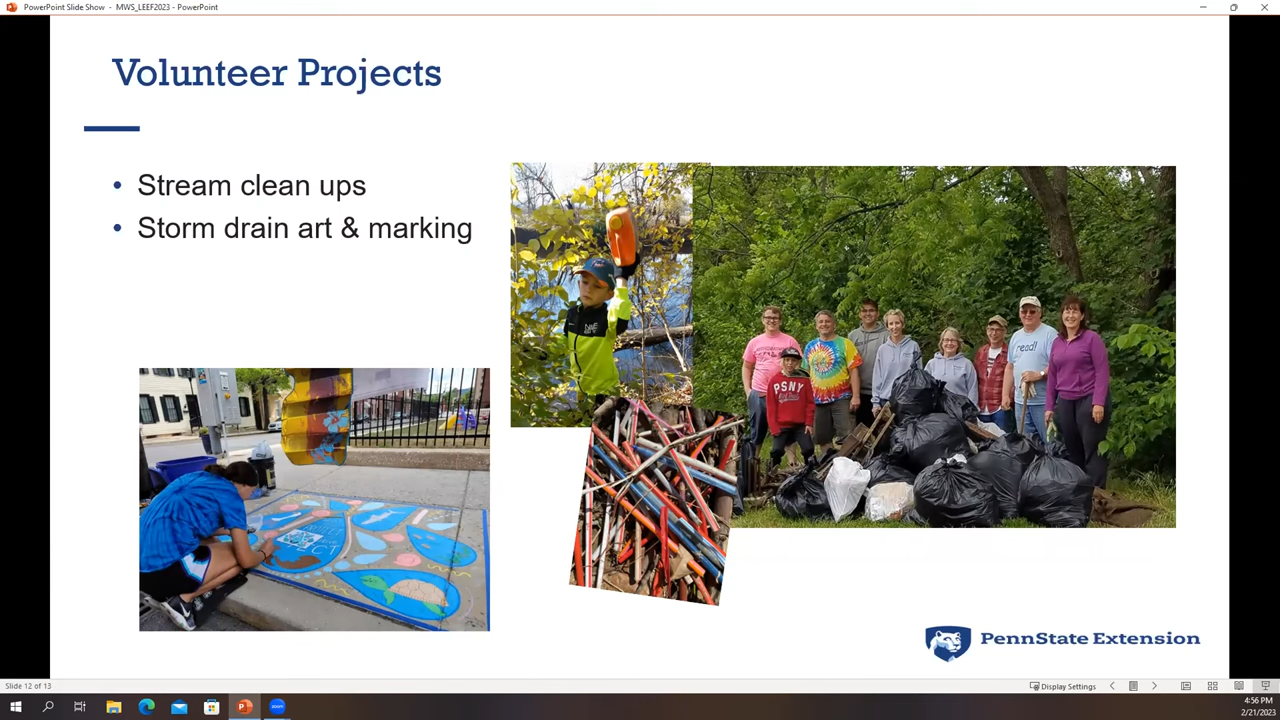 PowerPoint Slide Show - MWS_LEEF2023 - PowerPoint
Volunteer Projects
• Stream clean ups
• Storm drain art & marking
PSNY
read!
PennState Extension
Slide 12 of 13
Display Settings
zoom
4:56 PM
2/21/2023